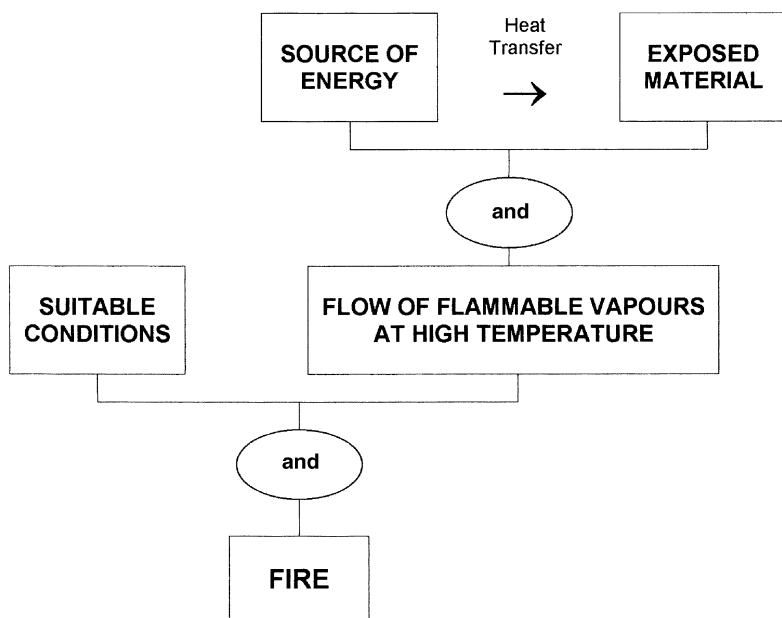 SOURCE OF
ENERGY
Heat
Transfer
EXPOSED
MATERIAL
and
SUITABLE
CONDITIONS
FLOW OF FLAMMABLE VAPOURS
AT HIGH TEMPERATURE
and
FIRE